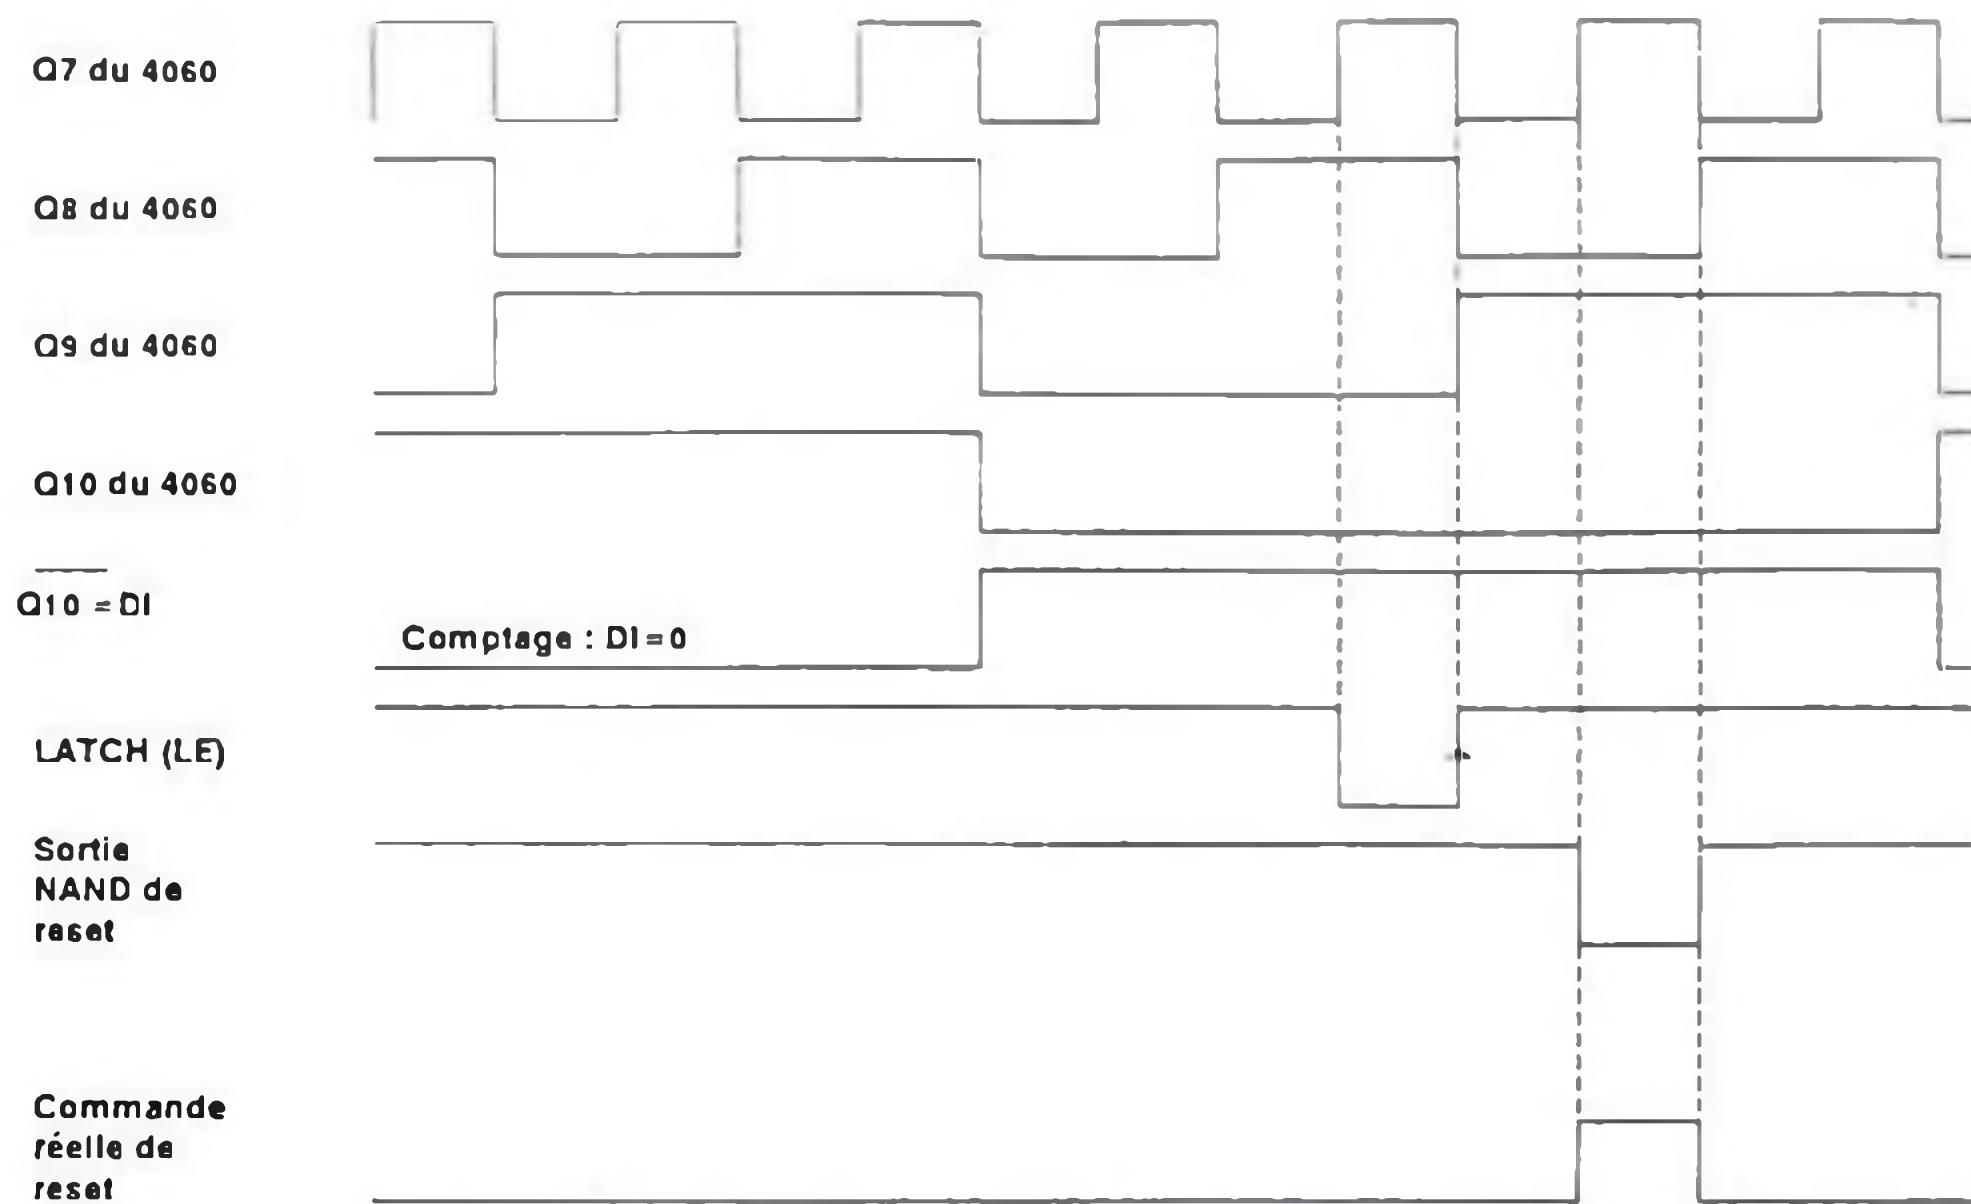 Q7 du 4060
Q8 du 4060
Q9 du 4060
Q10 du 4060
Q10 = DI
Comptage : DI=0
LATCH (LE)
Sortie
NAND de
reset
Commande
réelle de
reset